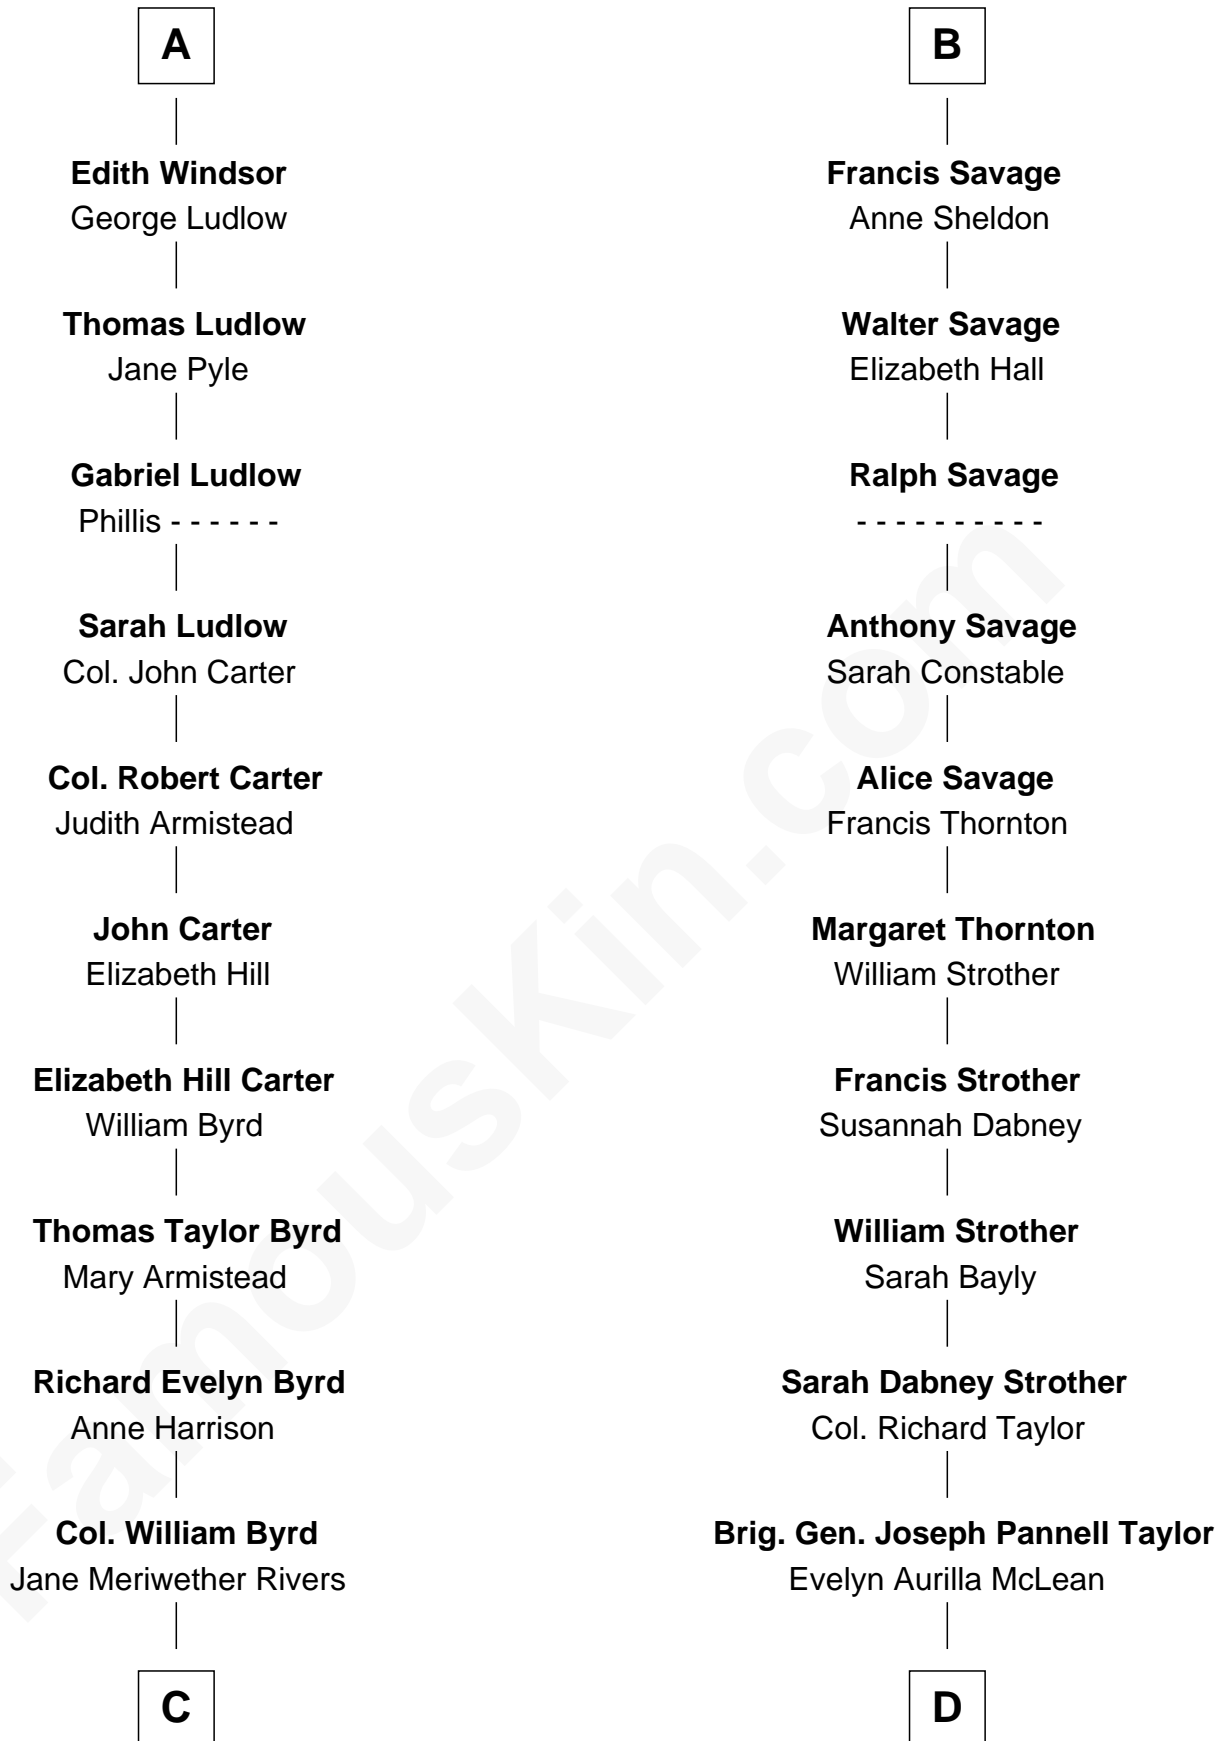 A
Edith Windsor
George Ludlow
Thomas Ludlow
Jane Pyle
Gabriel Ludlow
Phillis - - - - - -
Sarah Ludlow
Col. John Carter
Col. Robert Carter
Judith Armistead
John Carter
Elizabeth Hill
Elizabeth Hill Carter
William Byrd
Thomas Taylor Byrd
Mary Armistead
Richard Evelyn Byrd
Anne Harrison
Col. William Byrd
Jane Meriwether Rivers
C
B
Francis Savage
Anne Sheldon
Walter Savage
Elizabeth Hall
Ralph Savage
- - - - - - - - - -
Anthony Savage
Sarah Constable
Alice Savage
Francis Thornton
Margaret Thornton
William Strother
Francis Strother
Susannah Dabney
William Strother
Sarah Bayly
Sarah Dabney Strother
Col. Richard Taylor
Brig. Gen. Joseph Pannell Taylor
Evelyn Aurilla McLean
D
FamousKin.com